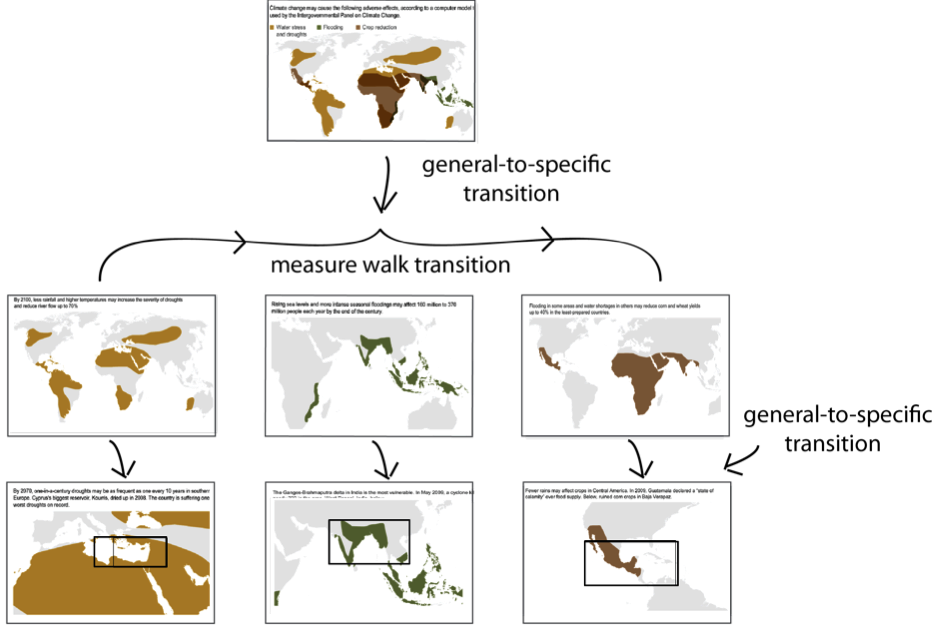 Climate change may cause the following adverse effects, according to a computer model
used by the Intergovernmental Panel on Climate Change.
Water stress and droughts
Flooding
Crop reduction
general-to-specific
transition
measure walk transition
By 2100, less rainfall and higher temperatures may increase the severity of droughts
and reduce river flow up to 70%
Rising sea levels and more intense seasonal floodings may affect 100 million to 370
million people each year by the end of the century.
Flooding in some areas and water shortages in others may reduce corn and wheat yields
up to 40% in the least-prepared countries.
general-to-specific
transition
By 2070, one-in-a-century droughts may be as frequent as one every 10 years in southern
Europe. Cyprus's biggest reservoir, Kouris, dried up in 2008. The country is suffering one
worst droughts on record.
The Ganges-Brahmaputra delta in India is the most vulnerable. In May 2009, a cyclone
Fewer rains may affect crops in Central America. In 2009, Guatemala declared a "state of
calamity" over food supply. Below, ruined corn crops in Baja Verapaz.